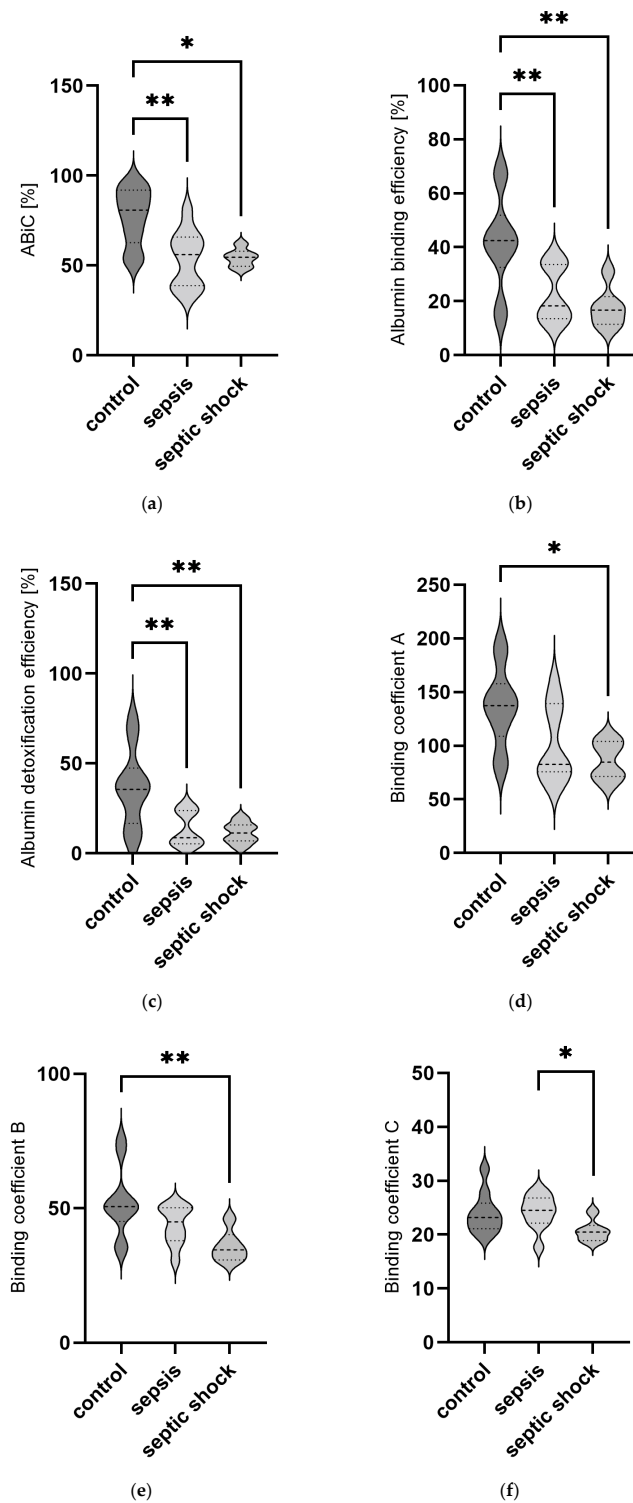 *
**
150
100
50
0
ABiC [%]
control
sepsis
septic shock
(a)
**
**
100
80
60
40
20
0
Albumin binding efficiency [%]
control
sepsis
septic shock
(b)
**
**
150
100
50
0
Albumin detoxification efficiency [%]
control
sepsis
septic shock
(c)
*
250
200
150
100
50
0
Binding coefficient A
control
sepsis
septic shock
(d)
**
100
50
0
Binding coefficient B
control
sepsis
septic shock
(e)
*
50
40
30
20
10
0
Binding coefficient C
control
sepsis
septic shock
(f)